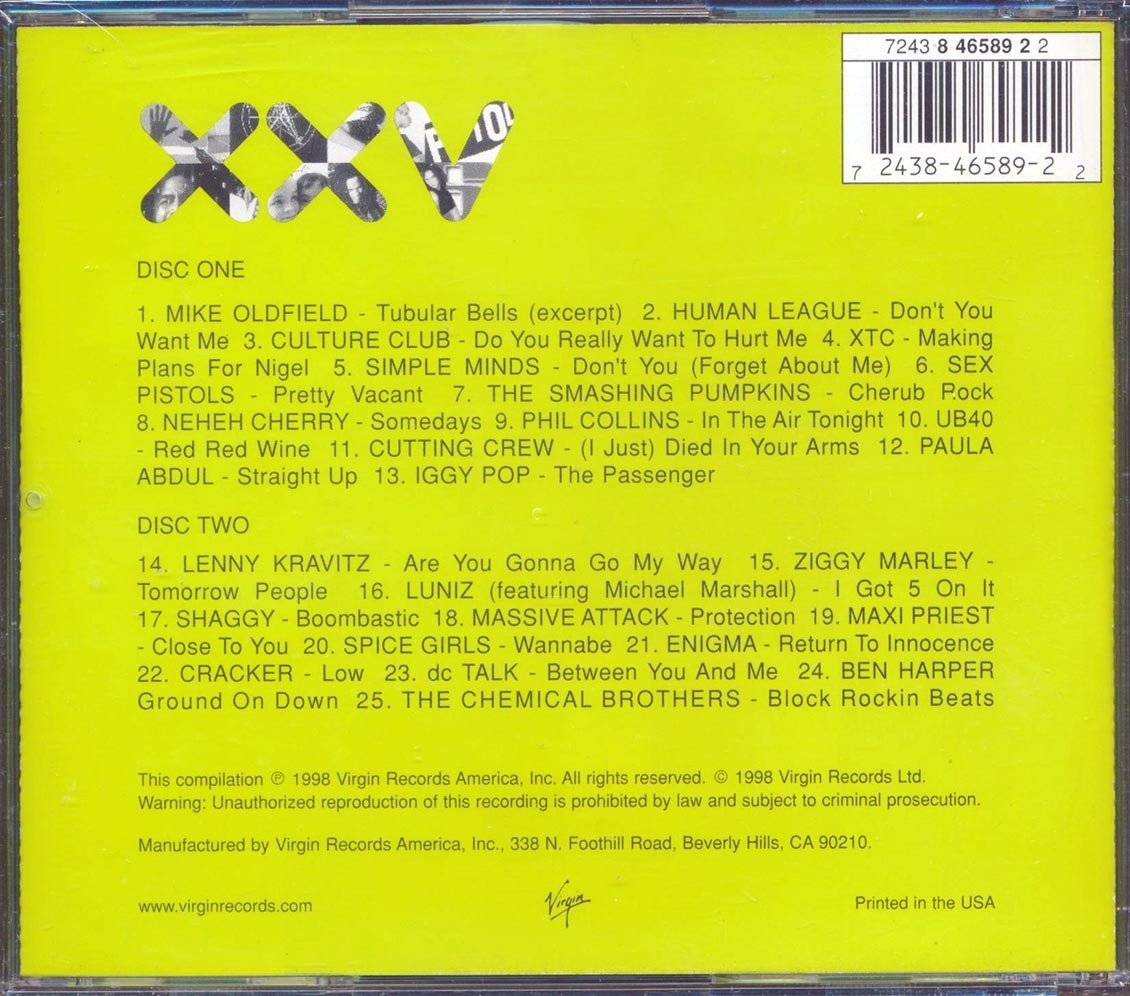 7243 8 46589 2 2
7 2438-46589-2 2
XXV
DISC ONE
1. MIKE OLDFIELD - Tubular Bells (excerpt) 2. HUMAN LEAGUE - Don't You
Want Me 3. CULTURE CLUB - Do You Really Want To Hurt Me 4. XTC - Making
Plans For Nigel 5. SIMPLE MINDS - Don't You (Forget About Me) 6. SEX
PISTOLS - Pretty Vacant 7. THE SMASHING PUMPKINS - Cherub Rock
8. NEHEH CHERRY - Somedays 9. PHIL COLLINS - In The Air Tonight 10. UB40
- Red Red Wine 11. CUTTING CREW - (I Just) Died In Your Arms 12. PAULA
ABDUL - Straight Up 13. IGGY POP - The Passenger
DISC TWO
14. LENNY KRAVITZ - Are You Gonna Go My Way 15. ZIGGY MARLEY -
Tomorrow People 16. LUNIZ (featuring Michael Marshall) - I Got 5 On It
17. SHAGGY - Boombastic 18. MASSIVE ATTACK - Protection 19. MAXI PRIEST
- Close To You 20. SPICE GIRLS - Wannabe 21. ENIGMA - Return To Innocence
22. CRACKER - Low 23. dc TALK - Between You And Me 24. BEN HARPER
Ground On Down 25. THE CHEMICAL BROTHERS - Block Rockin Beats
This compilation ℗ 1998 Virgin Records America, Inc. All rights reserved. © 1998 Virgin Records Ltd.
Warning: Unauthorized reproduction of this recording is prohibited by law and subject to criminal prosecution.
Manufactured by Virgin Records America, Inc., 338 N. Foothill Road, Beverly Hills, CA 90210.
www.virginrecords.com
Virgin
Printed in the USA